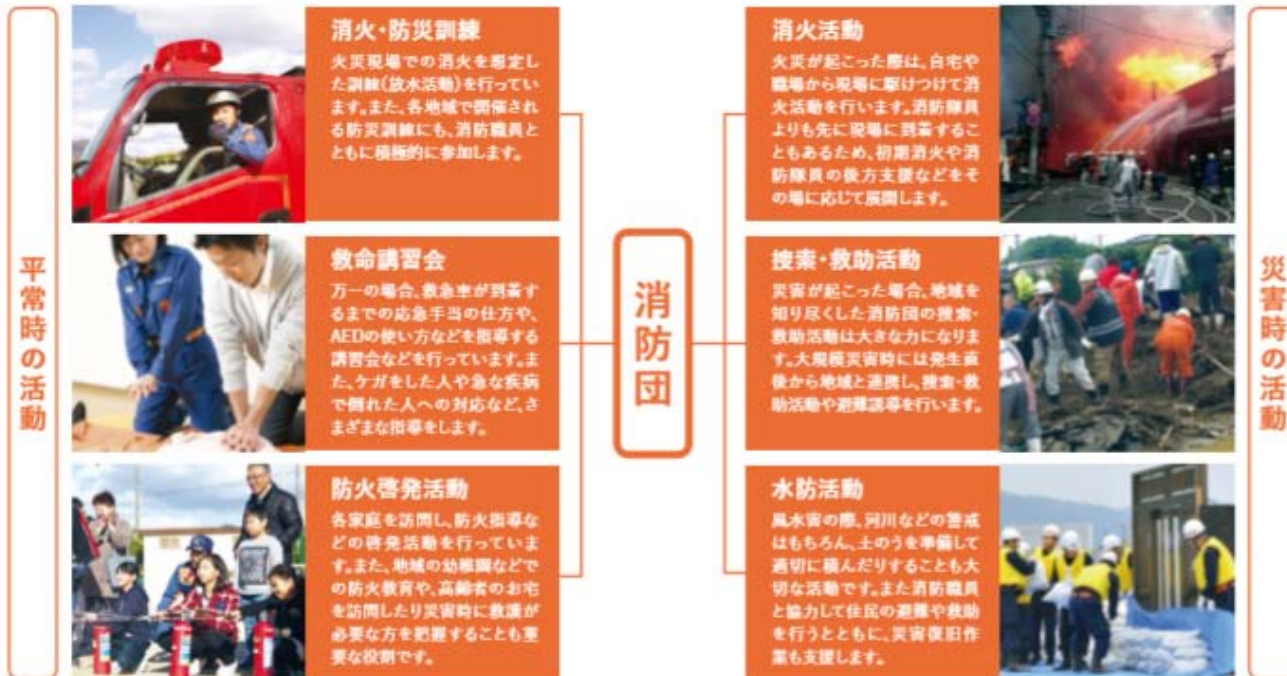 平常時の活動
消火・防災訓練
火災現場での消火を想定し
た訓練(放水活動)を行ってい
ます。また、各地域で開催され
る防災訓練にも、消防職員と
ともに積極的に参加します。
救命講習会
万一の場合、救急車が到着す
るまでの応急手当の仕方や、
AEDの使い方などを指導する
講習会などを行っています。ま
た、ケガをした人や急な疾病
で倒れた人への対応など、さ
まざまな指導をします。
防火啓発活動
各家庭を訪問し、防火指導な
どの啓発活動を行っていま
す。また、地域の幼稚園などで
の防火教育や、高齢者のお宅
を訪問したり災害時に救護が
必要な方を把握することも重
要な役割です。
消防団
消火活動
火災が起こった際は、自宅や
職場から現場に駆けつけて消
火活動を行います。消防隊員
よりも先に現場に到着するこ
ともあるため、初期消火や消
防隊員の後方支援などをそ
の場に応じて展開します。
捜索・救助活動
災害が起こった場合、地域を
知り尽くした消防団の捜索・
救助活動は大きな力になりま
す。大規模災害時には発生直
後から地域と連携し、捜索・救
助活動や避難誘導を行います。
水防活動
風水害の際、河川などの警戒
はもちろん、土のうを準備して
適切に積んだりすることも大
切な活動です。また消防職員
と協力して住民の避難や救助
を行うとともに、災害復旧作
業も支援します。
災害時の活動